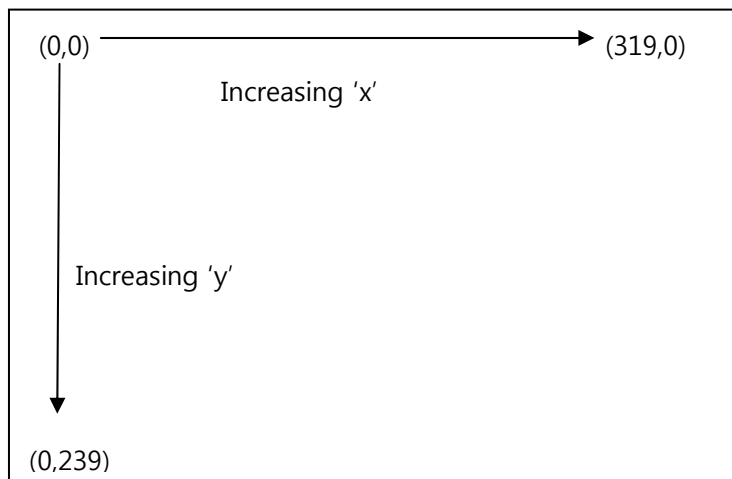 (0,0) (319,0)
Increasing ‘x’
Increasing ‘y’
(0,239)